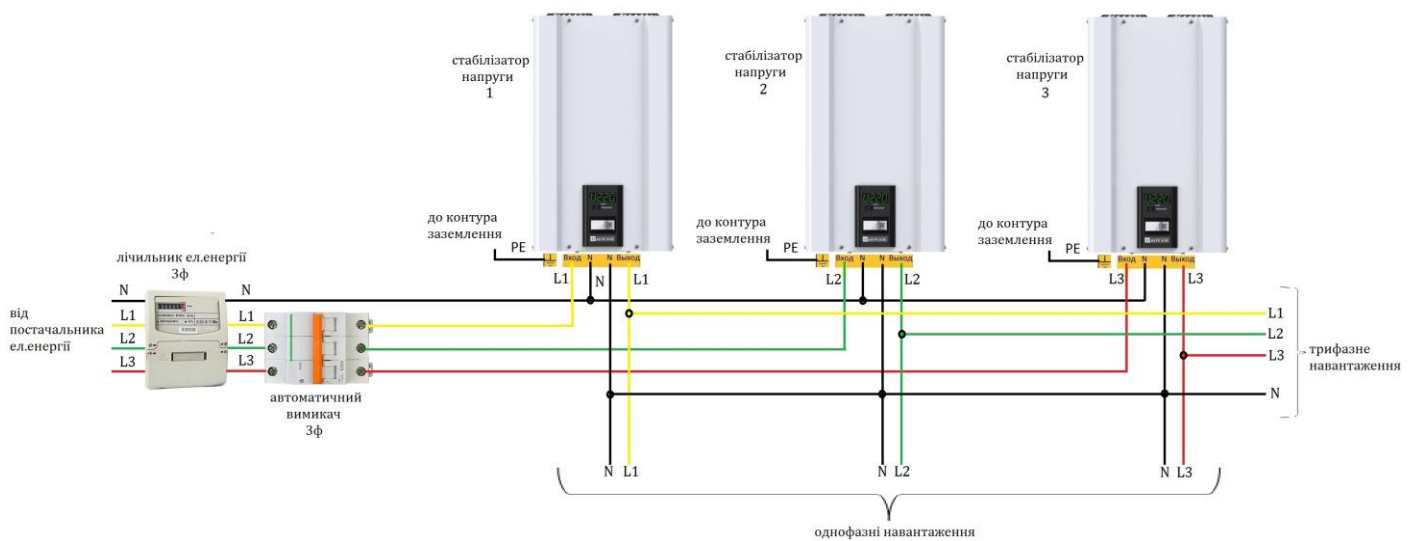 стабілізатор
напруги
1
стабілізатор
напруги
2
стабілізатор
напруги
3
U220
U220
U220
до контура
заземлення
PE
до контура
заземлення
PE
до контура
заземлення
PE
Вход N N Выход
Вход N N Выход
Вход N N Выход
L1 N L1
L2 L2
L3 L3
лічильник ел.енергії
3ф
від
постачальника
ел.енергії
N
L1
L2
L3
N
L1
L2
L3
автоматичний
вимикач
3ф
L1
L2
L3
N
трифазне
навантаження
N L1
N L2
N L3
однофазні навантаження